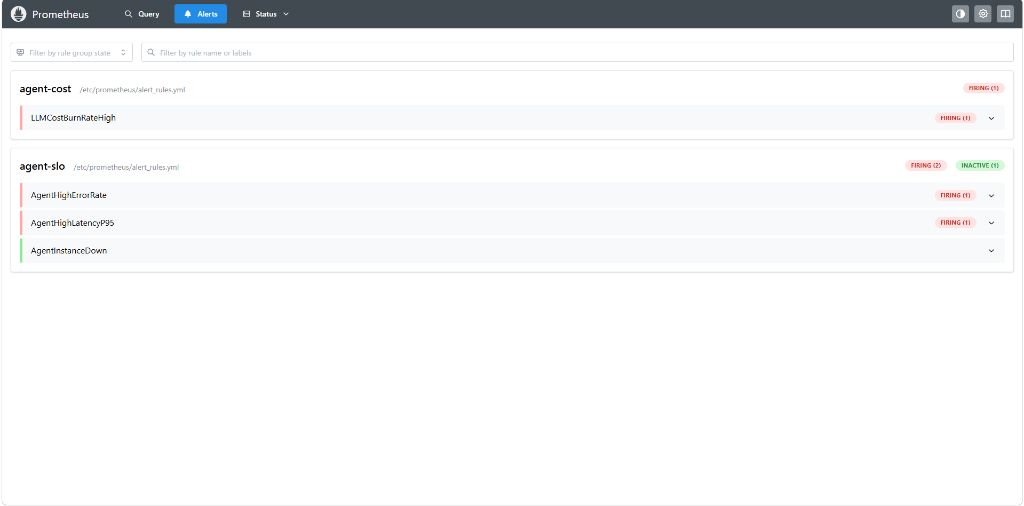 Prometheus Query Alerts Status
Filter by rule group state Filter by rule name or labels
agent-cost /etc/prometheus/alert_rules.yml FIRING (1)
LLMCostBurnRateHigh FIRING (1)
agent-slo /etc/prometheus/alert_rules.yml FIRING (2) INACTIVE (1)
AgentHighErrorRate FIRING (1)
AgentHighLatencyP95 FIRING (1)
AgentInstanceDown